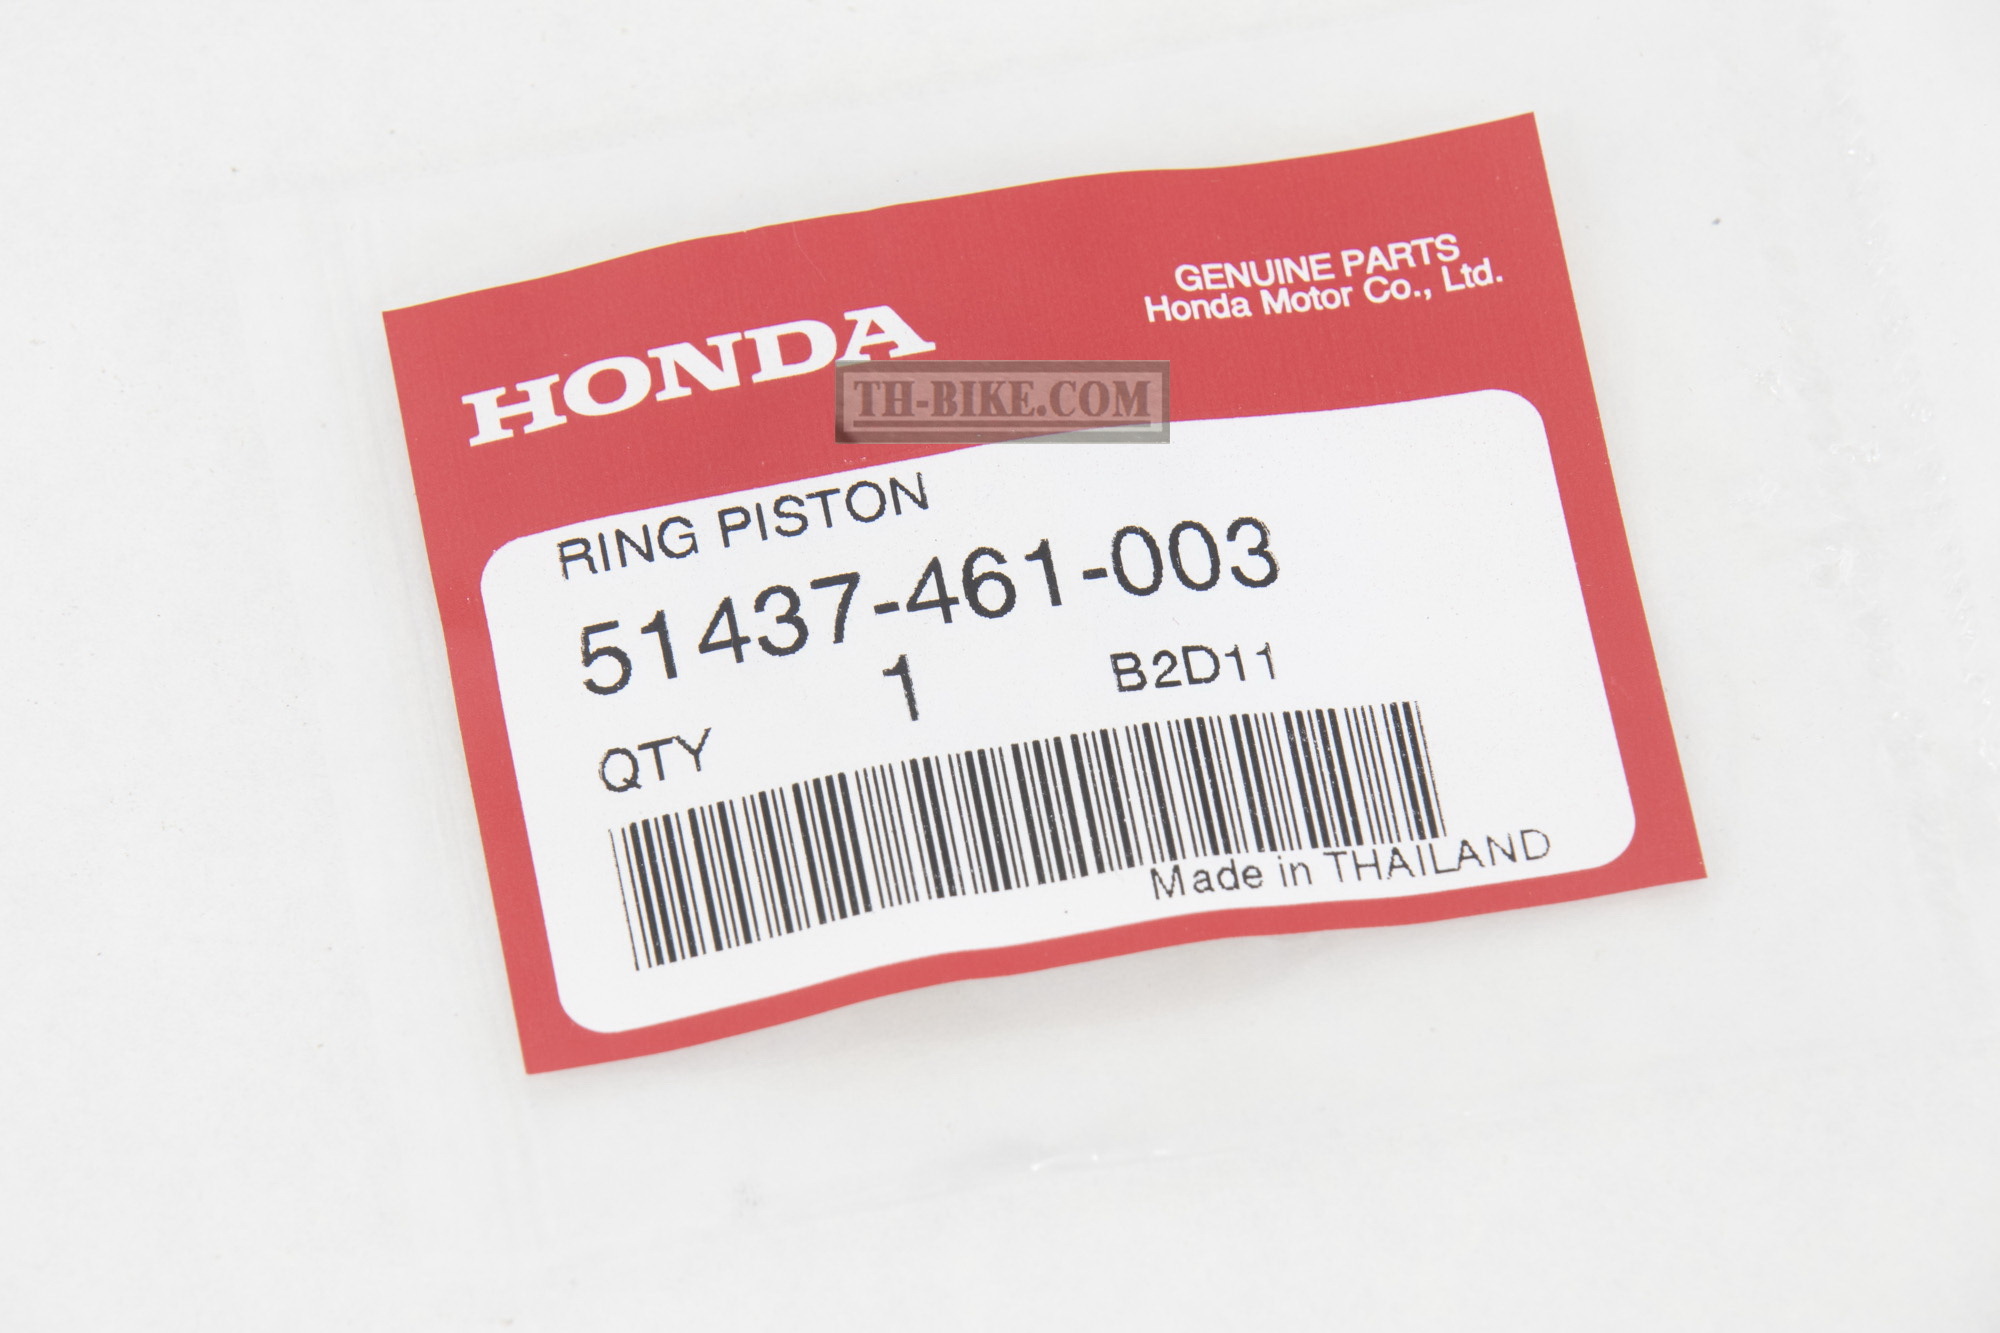 GENUINE PARTS
Honda Motor Co., Ltd.
HONDA
TH-BIKE.COM
RING PISTON
51437-461-003
1 B2D11
QTY
Made in THAILAND